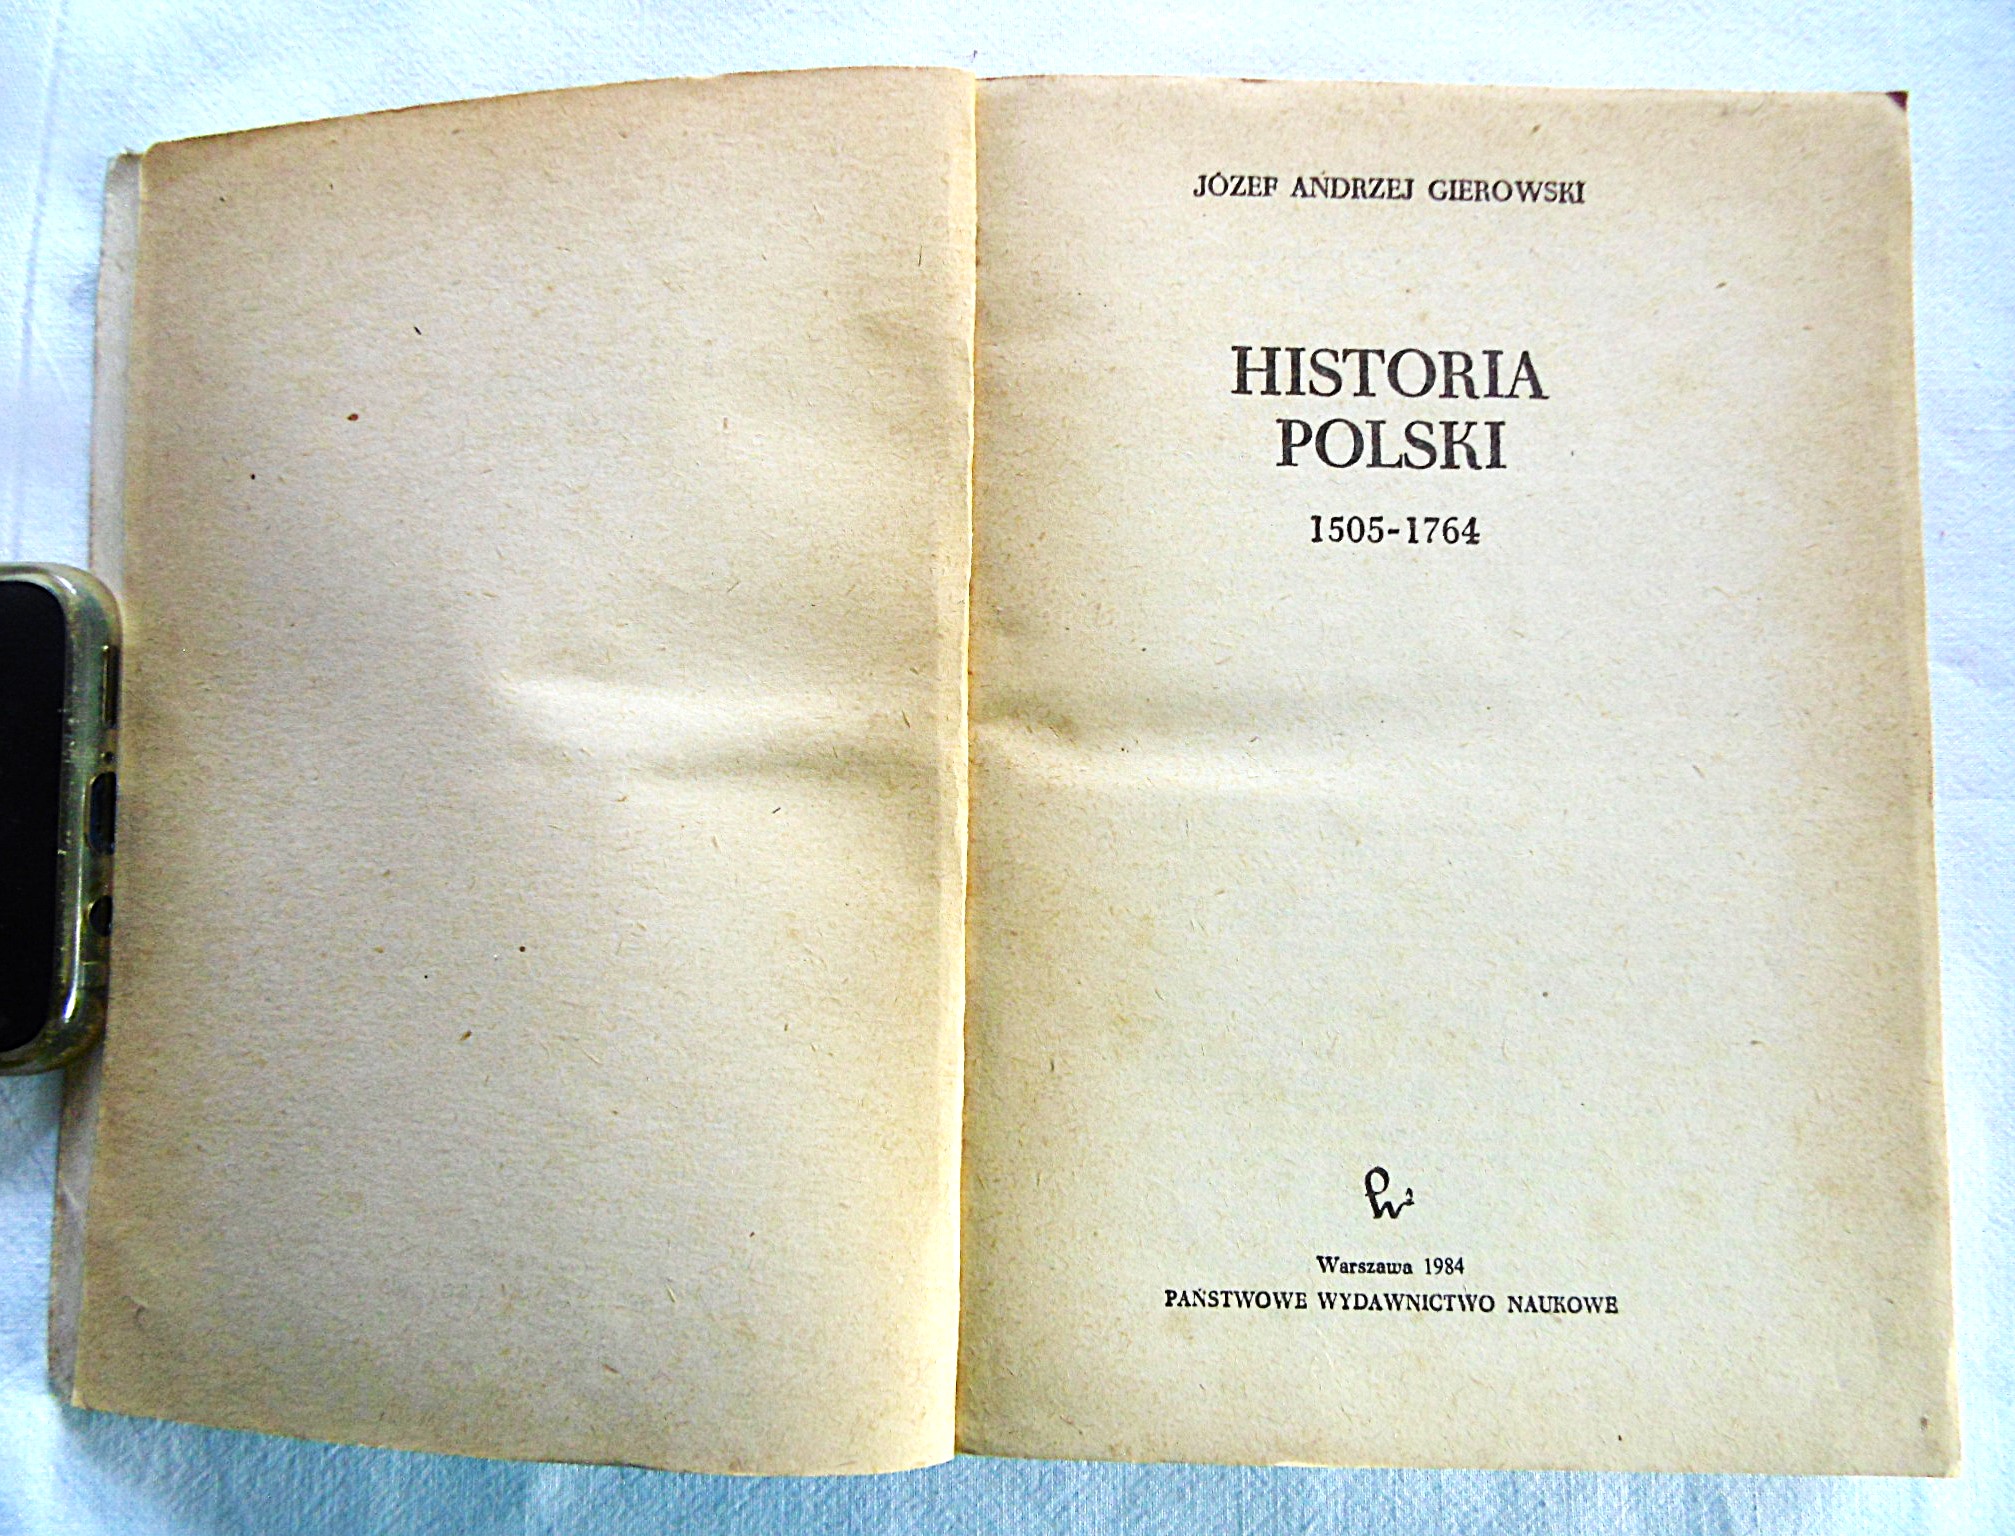 JÓZEF ANDRZEJ GIEROWSKI
HISTORIA
POLSKI
1505-1764
Warszawa 1984
PAŃSTWOWE WYDAWNICTWO NAUKOWE